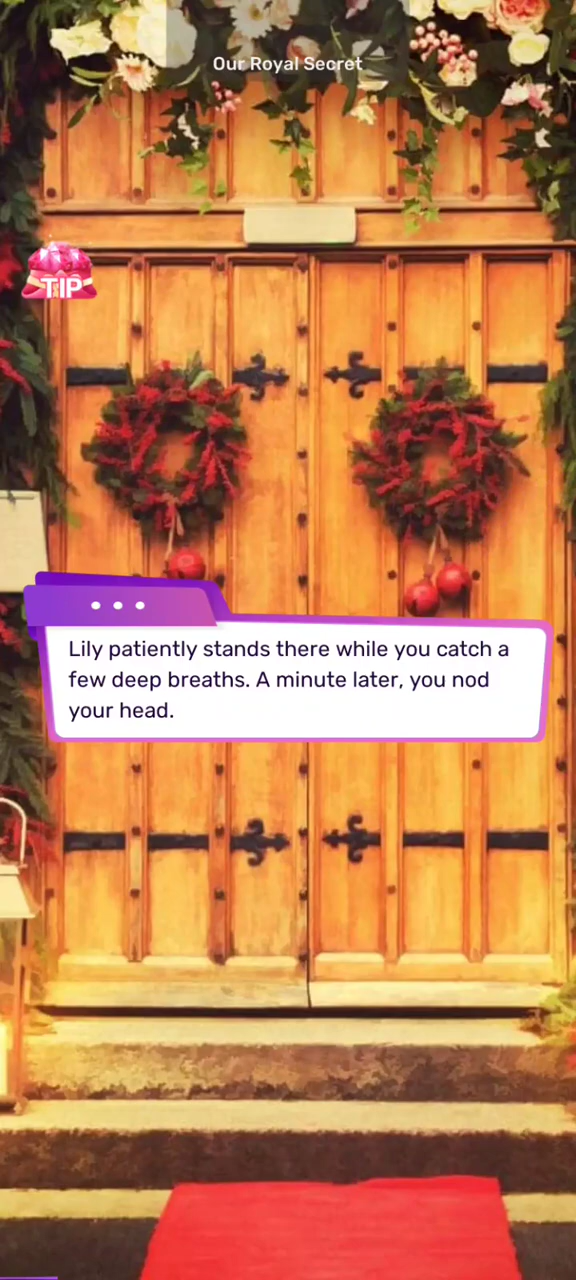 Our Royal Secret
TIP
Lily patiently stands there while you catch a
few deep breaths. A minute later, you nod
your head.